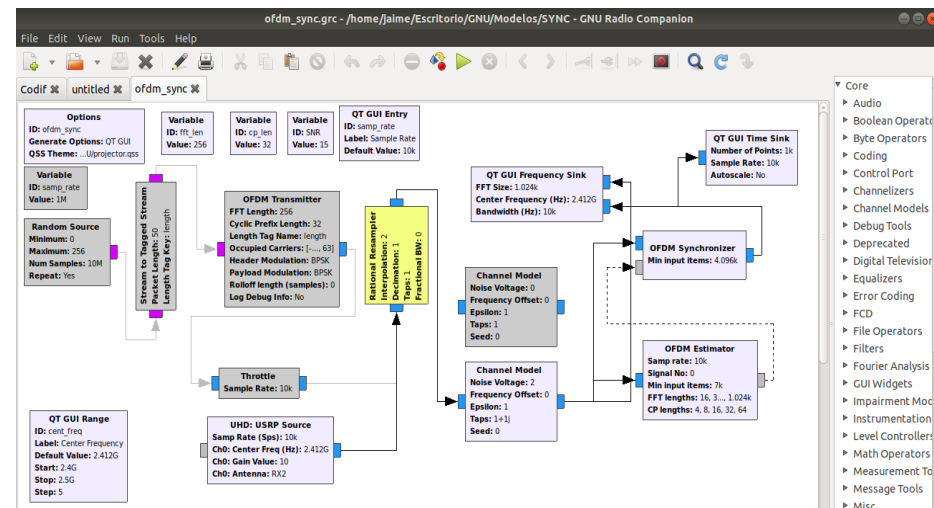 ofdm_sync.grc - /home/jaime/Escritorio/GNU/Modelos/SYNC - GNU Radio Companion
File Edit View Run Tools Help
Codif untitled ofdm_sync
Options
ID: ofdm_sync
Generate Options: QT GUI
QSS Theme: ...U/projector.qss
Variable
ID: fft_len
Value: 256
Variable
ID: cp_len
Value: 32
Variable
ID: SNR
Value: 15
QT GUI Entry
ID: samp_rate
Label: Sample Rate
Default Value: 10k
Variable
ID: samp_rate
Value: 1M
Random Source
Minimum: 0
Maximum: 256
Num Samples: 10M
Repeat: Yes
Stream to Tagged Stream
Packet Length: 50
Length Tag Key: length
OFDM Transmitter
FFT Length: 256
Cyclic Prefix Length: 32
Length Tag Name: length
Occupied Carriers: [-..., 63]
Header Modulation: BPSK
Payload Modulation: BPSK
Rolloff length (samples): 0
Log Debug Info: No
Rational Resampler
Interpolation: 2
Decimation: 1
Taps: 1
Fractional BW: 0
Throttle
Sample Rate: 10k
UHD: USRP Source
Samp Rate (Sps): 10k
Ch0: Center Freq (Hz): 2.412G
Ch0: Gain Value: 10
Ch0: Antenna: RX2
QT GUI Range
ID: cent_freq
Label: Center Frequency
Default Value: 2.412G
Start: 2.4G
Stop: 2.5G
Step: 5
QT GUI Frequency Sink
FFT Size: 1.024k
Center Frequency (Hz): 2.412G
Bandwidth (Hz): 10k
QT GUI Time Sink
Number of Points: 1k
Sample Rate: 10k
Autoscale: No
OFDM Synchronizer
Min input items: 4.096k
Channel Model
Noise Voltage: 0
Frequency Offset: 0
Epsilon: 1
Taps: 1
Seed: 0
Channel Model
Noise Voltage: 2
Frequency Offset: 0
Epsilon: 1
Taps: 1+1j
Seed: 0
OFDM Estimator
Samp rate: 10k
Signal No: 0
Min input items: 7k
FFT lengths: 16, 3..., 1.024k
CP lengths: 4, 8, 16, 32, 64
Core
Audio
Boolean Operato
Byte Operators
Coding
Control Port
Channelizers
Channel Models
Debug Tools
Deprecated
Digital Television
Equalizers
Error Coding
FCD
File Operators
Filters
Fourier Analysis
GUI Widgets
Impairment Mod
Instrumentation
Level Controllers
Math Operators
Measurement To
Message Tools
Misc